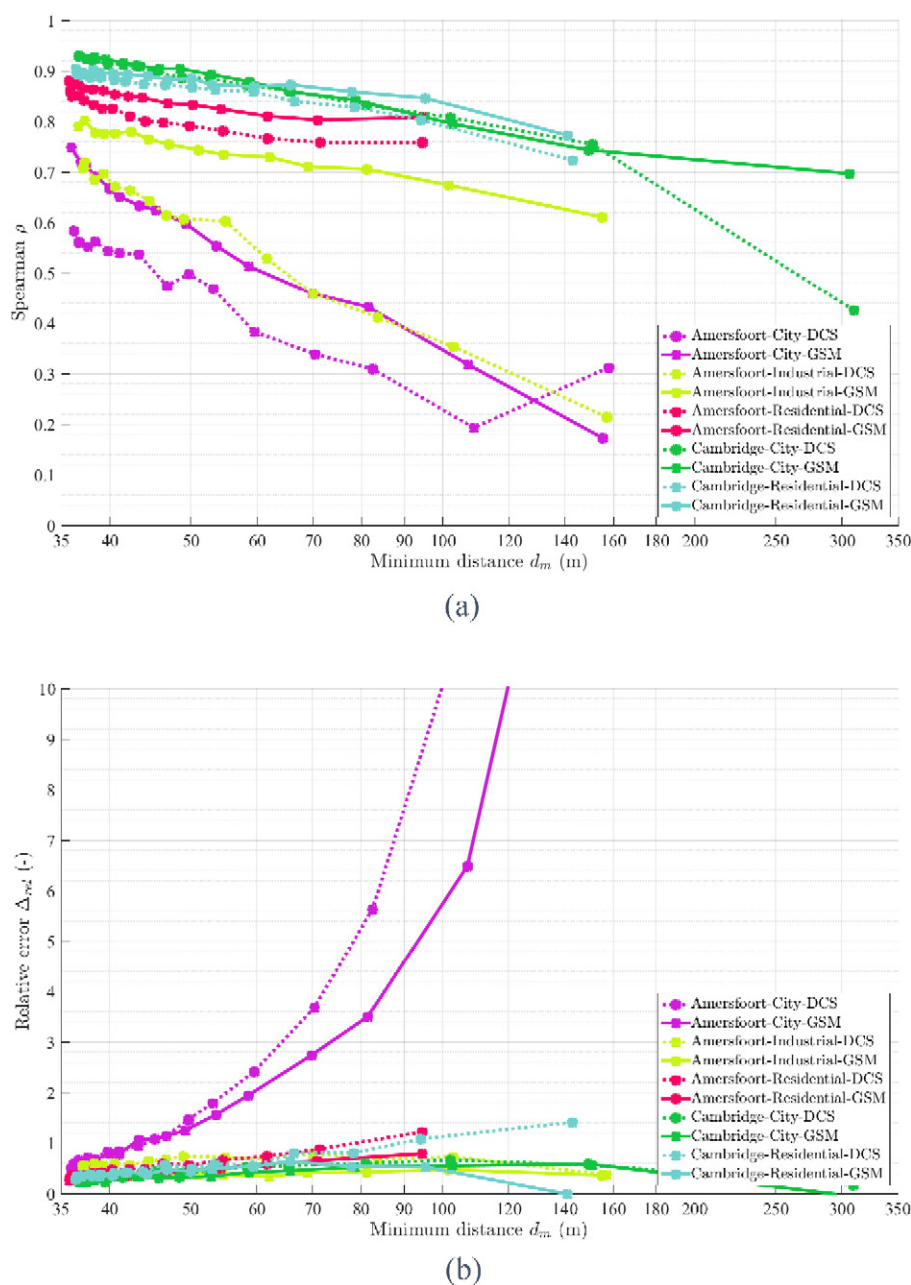 1
0.9
0.8
0.7
0.6
0.5
0.4
0.3
0.2
0.1
0
Spearman ρ
35 40 50 60 70 80 90 100 120 140 160 180 200 250 300 350
Minimum distance dm (m)
Amersfoort-City-DCS
Amersfoort-City-GSM
Amersfoort-Industrial-DCS
Amersfoort-Industrial-GSM
Amersfoort-Residential-DCS
Amersfoort-Residential-GSM
Cambridge-City-DCS
Cambridge-City-GSM
Cambridge-Residential-DCS
Cambridge-Residential-GSM
(a)
10
9
8
7
6
5
4
3
2
1
0
Relative error Δrel (-)
35 40 50 60 70 80 90 100 120 140 160 180 200 250 300 350
Minimum distance dm (m)
Amersfoort-City-DCS
Amersfoort-City-GSM
Amersfoort-Industrial-DCS
Amersfoort-Industrial-GSM
Amersfoort-Residential-DCS
Amersfoort-Residential-GSM
Cambridge-City-DCS
Cambridge-City-GSM
Cambridge-Residential-DCS
Cambridge-Residential-GSM
(b)